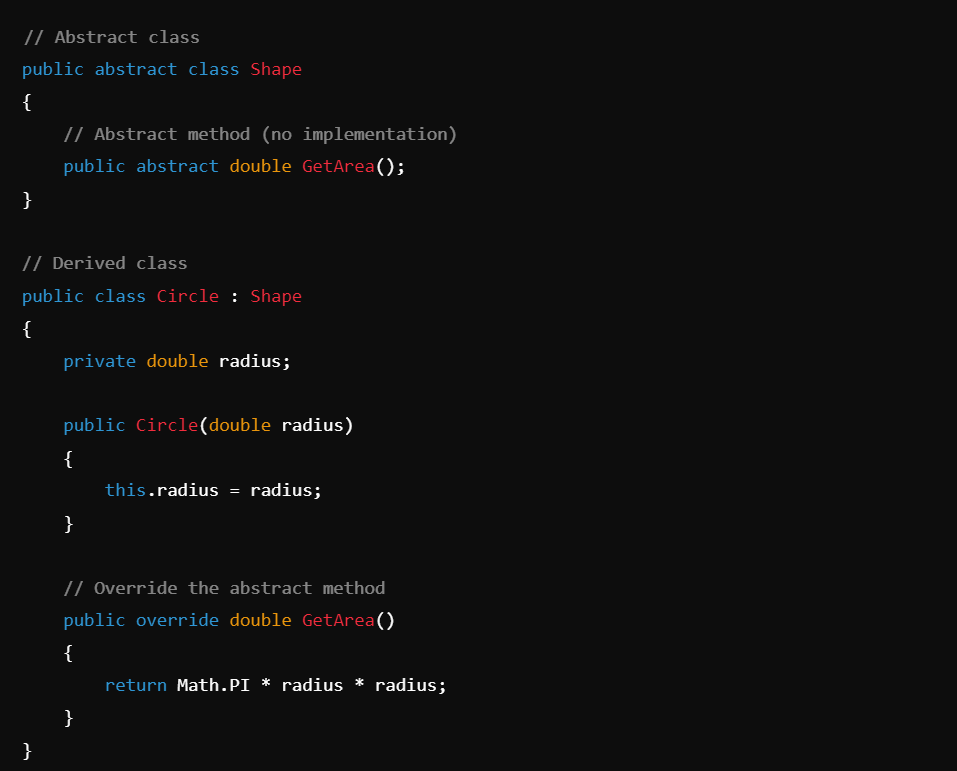 // Abstract class
public abstract class Shape
{
    // Abstract method (no implementation)
    public abstract double GetArea();
}

// Derived class
public class Circle : Shape
{
    private double radius;

    public Circle(double radius)
    {
        this.radius = radius;
    }

    // Override the abstract method
    public override double GetArea()
    {
        return Math.PI * radius * radius;
    }
}